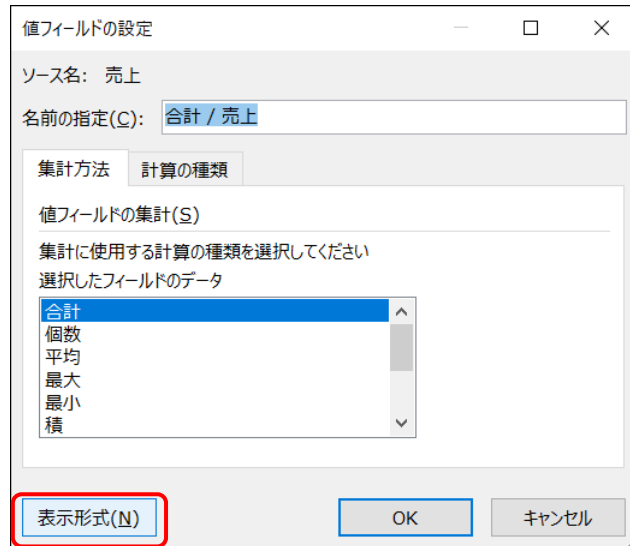 値フィールドの設定
ソース名: 売上
名前の指定(C): 合計 / 売上
集計方法 計算の種類
値フィールドの集計(S)
集計に使用する計算の種類を選択してください
選択したフィールドのデータ
合計
個数
平均
最大
最小
積
表示形式(N) OK キャンセル